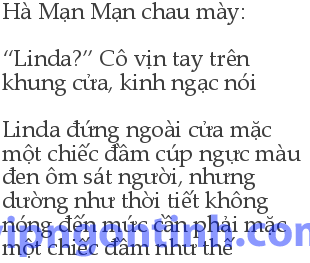 Hà Mạn Mạn chau mày:
“Linda?” Cô vịn tay trên
khung cửa, kinh ngạc nói
Linda đứng ngoài cửa mặc
một chiếc đầm cúp ngực màu
đen ôm sát người, nhưng
dường như thời tiết không
nóng đến mức cần phải mặc
một chiếc đầm như thế
vipngontinh.com